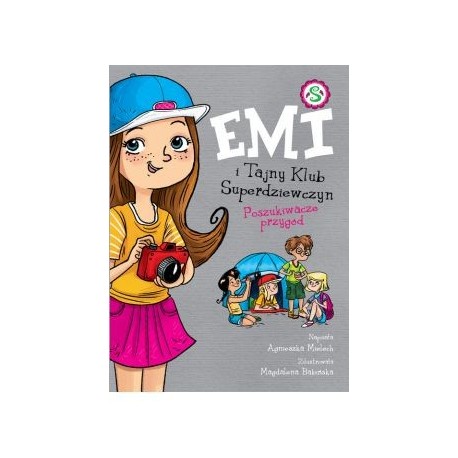 S
EMI
i Tajny Klub
Superdziewczyn
Poszukiwacze
przygód
Napisała
Agnieszka Mielech
Zilustrowała
Magdalena Babińska